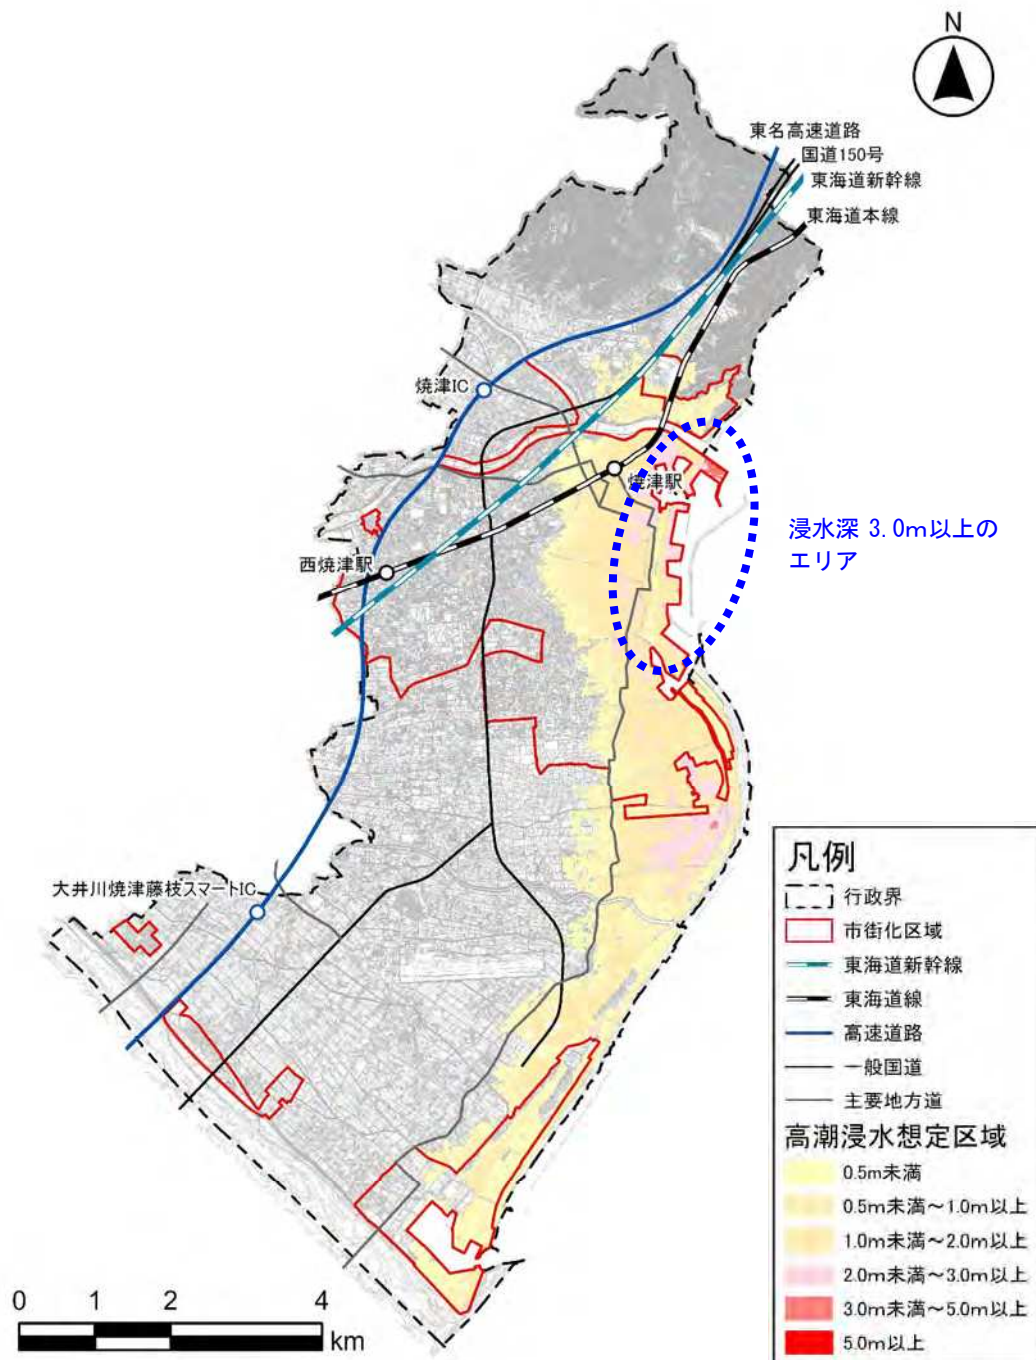 N
東名高速道路
国道150号
東海道新幹線
東海道本線
焼津IC
焼津駅
浸水深 3.0m以上の
エリア
西焼津駅
大井川焼津藤枝スマートIC
凡例
行政界
市街化区域
東海道新幹線
東海道線
高速道路
一般国道
主要地方道
高潮浸水想定区域
0.5m未満
0.5m未満～1.0m以上
1.0m未満～2.0m以上
2.0m未満～3.0m以上
3.0m未満～5.0m以上
5.0m以上
0 1 2 4
km